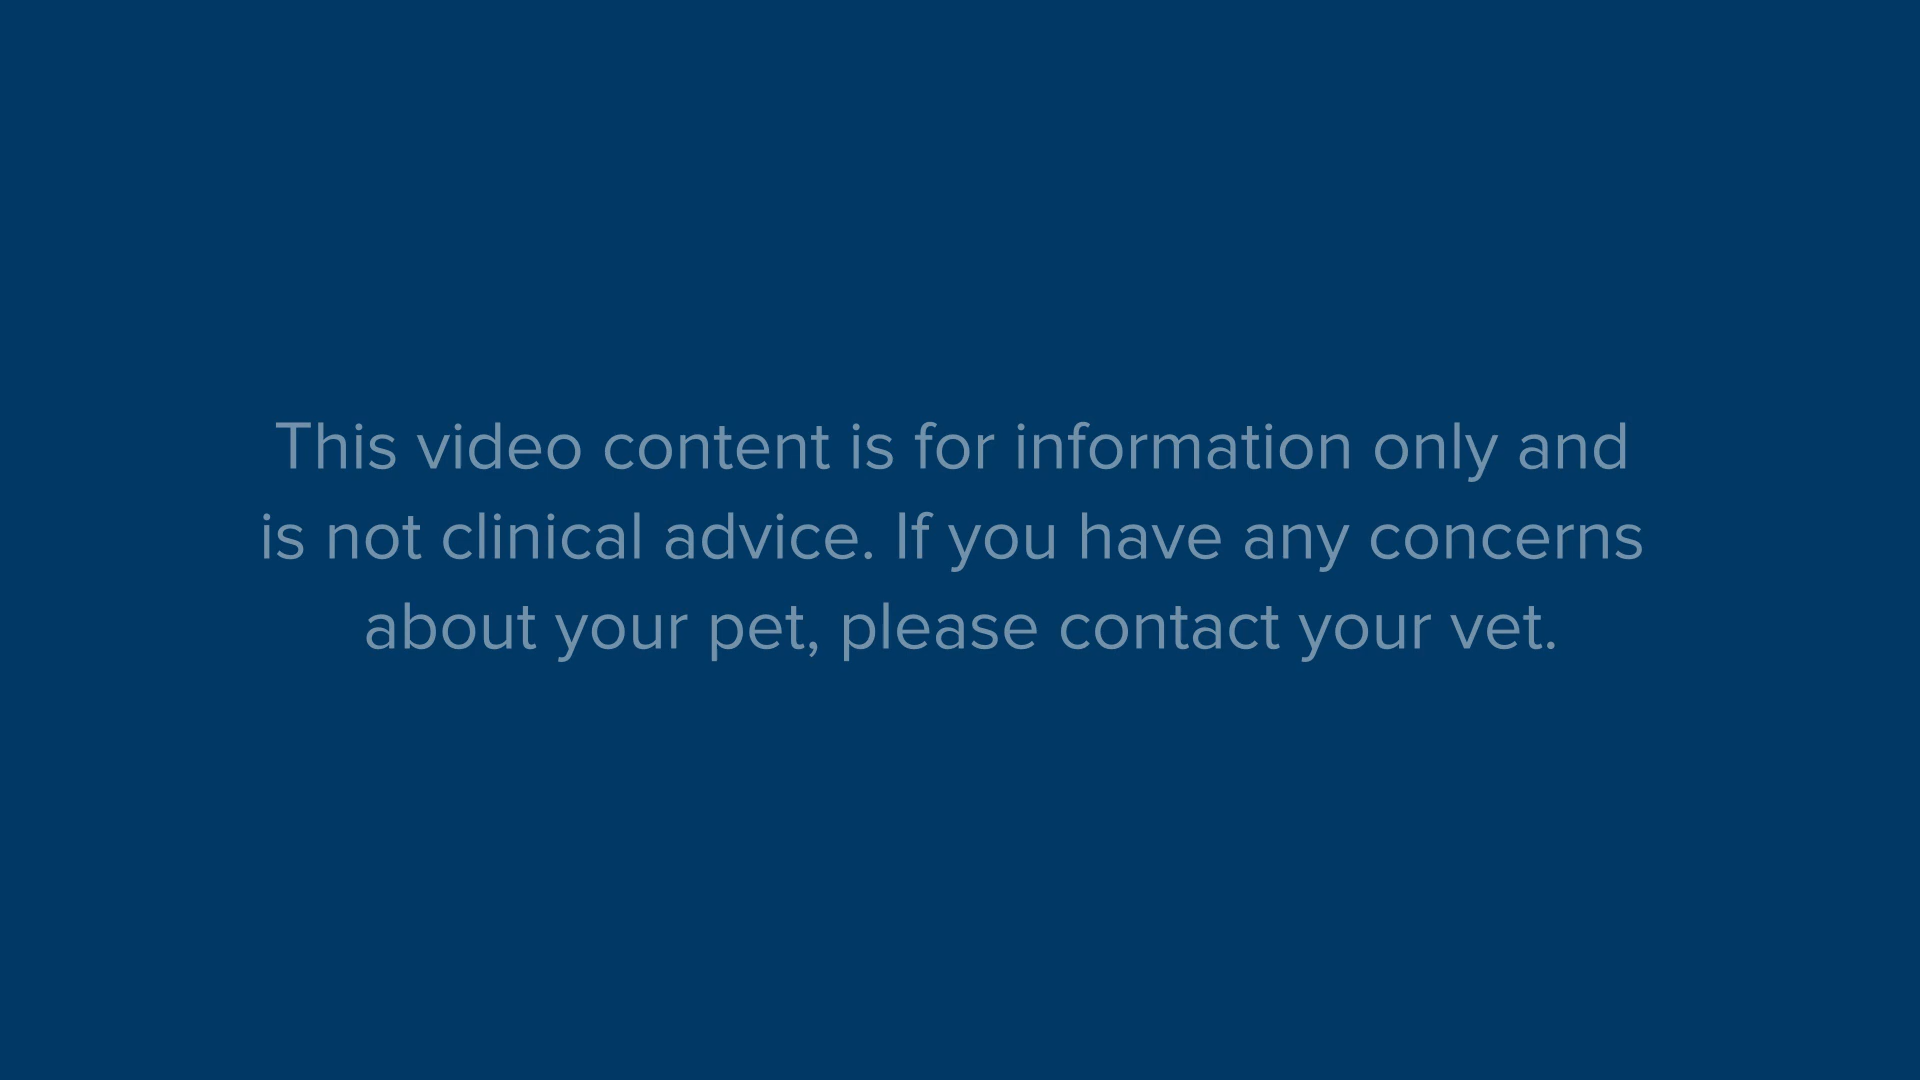 This video content is for information only and
is not clinical advice. If you have any concerns
about your pet, please contact your vet.